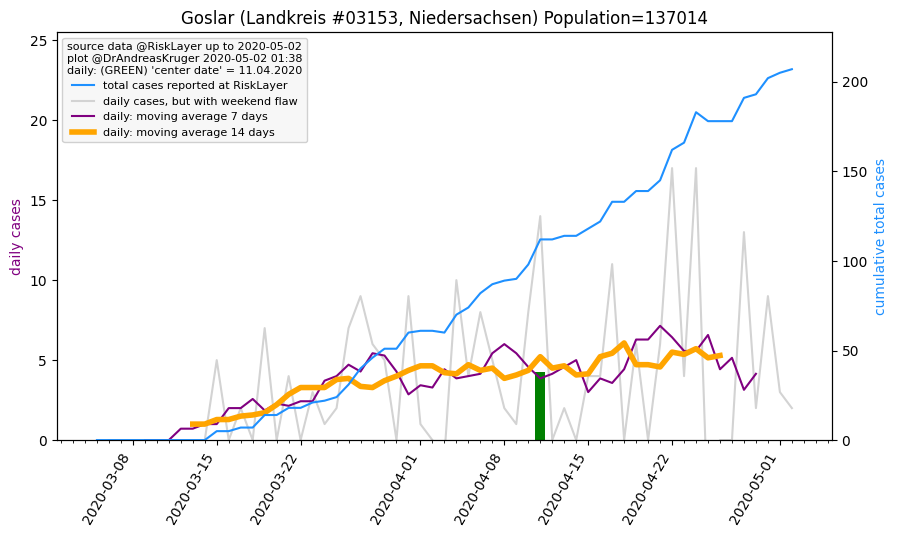 Goslar (Landkreis #03153, Niedersachsen) Population=137014
source data @RiskLayer up to 2020-05-02
plot @DrAndreasKruger 2020-05-02 01:38
daily: (GREEN) 'center date' = 11.04.2020
total cases reported at RiskLayer
daily cases, but with weekend flaw
daily: moving average 7 days
daily: moving average 14 days
daily cases
25
20
15
10
5
0
cumulative total cases
200
150
100
50
0
2020-03-08
2020-03-15
2020-03-22
2020-04-01
2020-04-08
2020-04-15
2020-04-22
2020-05-01